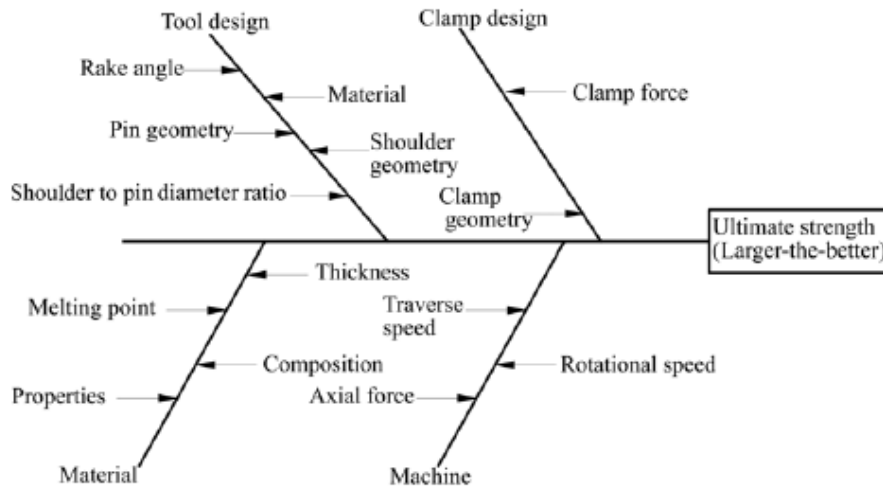 Tool design
Clamp design
Rake angle
Material
Clamp force
Pin geometry
Shoulder
geometry
Shoulder to pin diameter ratio
Clamp
geometry
Ultimate strength
(Larger-the-better)
Thickness
Melting point
Traverse
speed
Composition
Rotational speed
Properties
Axial force
Material
Machine